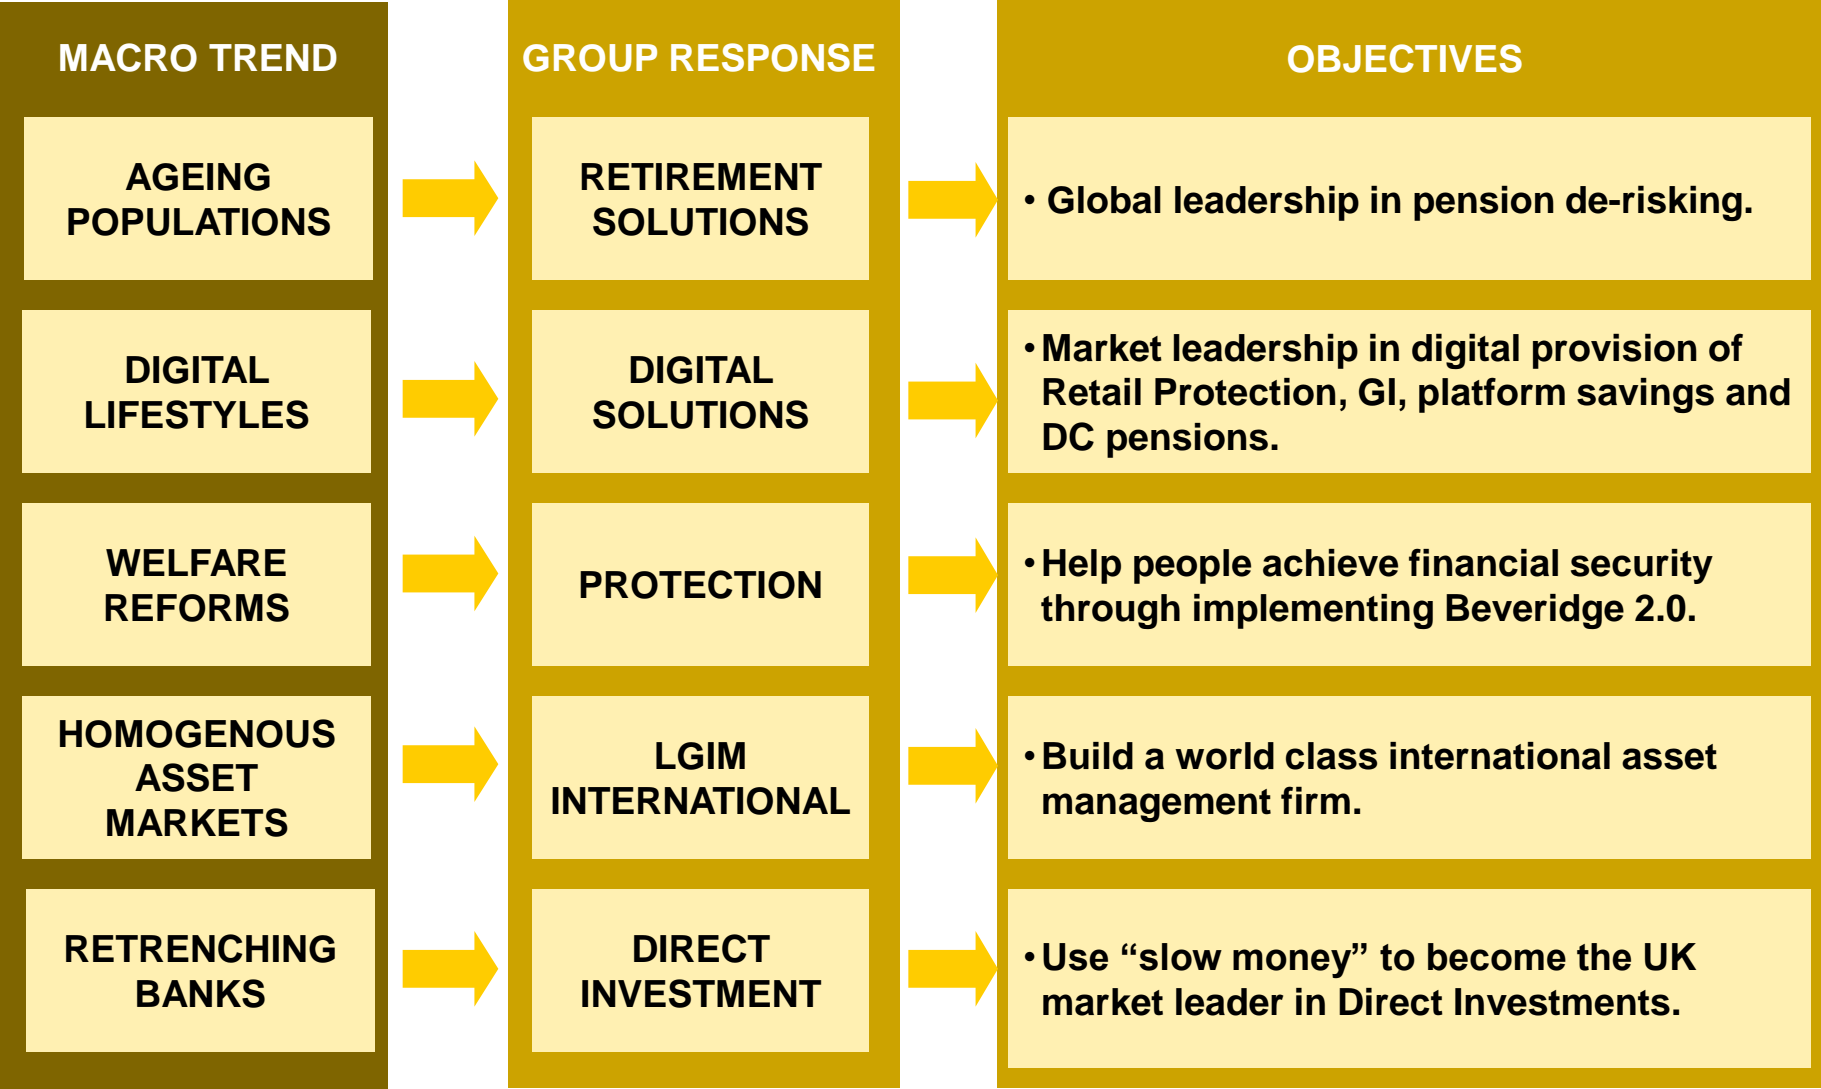 MACRO TREND
GROUP RESPONSE
OBJECTIVES
AGEING
POPULATIONS
RETIREMENT
SOLUTIONS
• Global leadership in pension de-risking.
DIGITAL
LIFESTYLES
DIGITAL
SOLUTIONS
• Market leadership in digital provision of
Retail Protection, GI, platform savings and
DC pensions.
WELFARE
REFORMS
PROTECTION
• Help people achieve financial security
through implementing Beveridge 2.0.
HOMOGENOUS
ASSET
MARKETS
LGIM
INTERNATIONAL
• Build a world class international asset
management firm.
RETRENCHING
BANKS
DIRECT
INVESTMENT
• Use “slow money” to become the UK
market leader in Direct Investments.